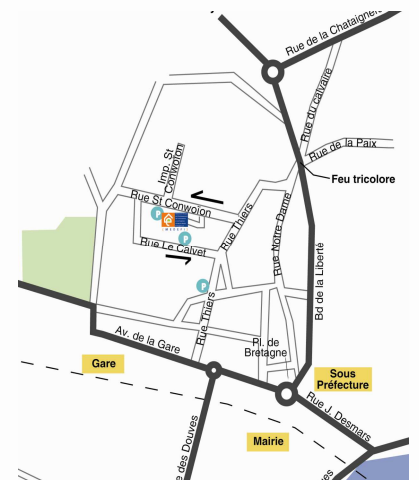 Rue de la Chataigner
Rue du calvaire
Rue de la Paix
Feu tricolore
Imp. St
Conwoïon
Rue St Conwoïon
P
P
Rue Le Calvet
Rue Thiers
Rue Notre-Dame
Bd de la Liberté
P
Rue Thiers
Av. de la Gare
Pl. de
Bretagne
Gare
Sous
Préfecture
Rue J. Desmars
Mairie
e des Douves